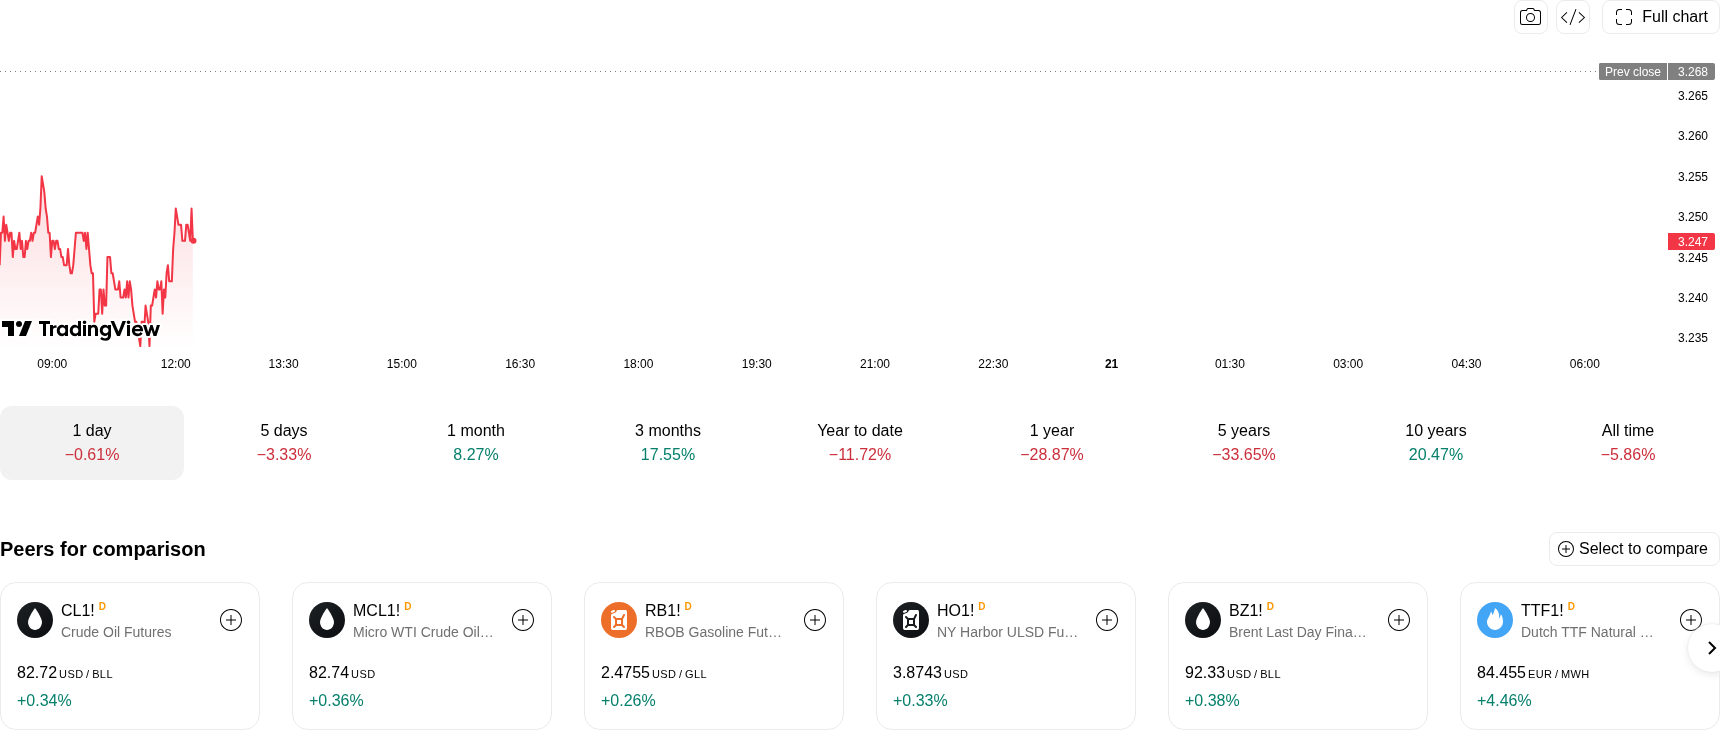 Full chart
Prev close 3.268
3.265
3.260
3.255
3.250
3.247
3.245
3.240
3.235
TradingView
09:00 12:00 13:30 15:00 16:30 18:00 19:30 21:00 22:30 21 01:30 03:00 04:30 06:00
1 day 5 days 1 month 3 months Year to date 1 year 5 years 10 years All time
−0.61% −3.33% 8.27% 17.55% −11.72% −28.87% −33.65% 20.47% −5.86%
Peers for comparison Select to compare
CL1! D MCL1! D RB1! D HO1! D BZ1! D TTF1! D
Crude Oil Futures Micro WTI Crude Oil… RBOB Gasoline Fut… NY Harbor ULSD Fu… Brent Last Day Fina… Dutch TTF Natural …
82.72 USD / BLL 82.74 USD 2.4755 USD / GLL 3.8743 USD 92.33 USD / BLL 84.455 EUR / MWH
+0.34% +0.36% +0.26% +0.33% +0.38% +4.46%